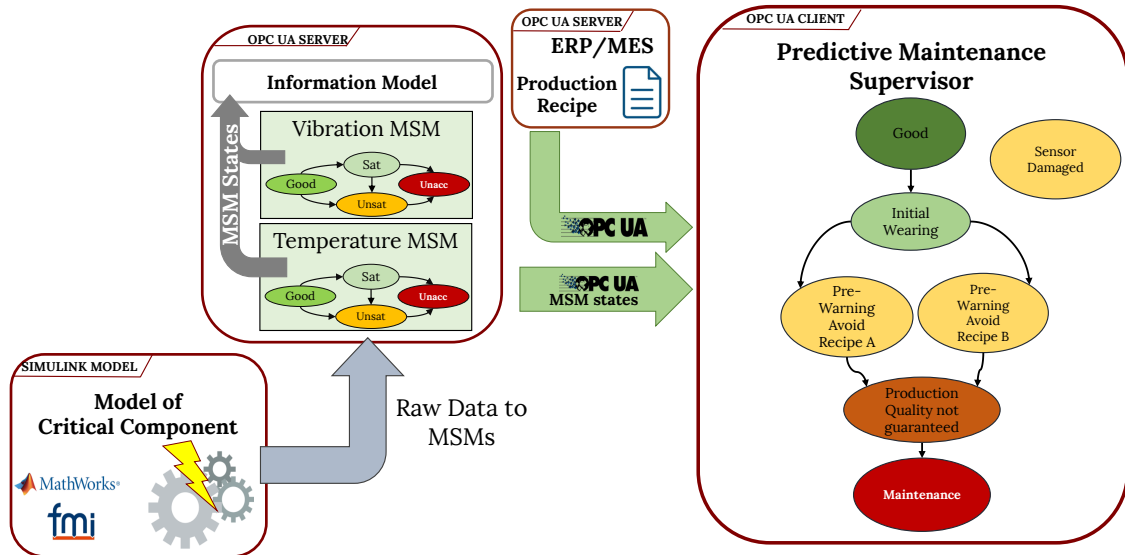 OPC UA SERVER
Information Model
MSM States
Vibration MSM
Sat
Good
Unacc
Unsat
Temperature MSM
Sat
Good
Unacc
Unsat
SIMULINK MODEL
Model of
Critical Component
MathWorks®
fmi
Raw Data to
MSMs
OPC UA SERVER
ERP/MES
Production
Recipe
OPC UA
OPC UA
MSM states
OPC UA CLIENT
Predictive Maintenance
Supervisor
Good
Sensor
Damaged
Initial
Wearing
Pre-
Warning
Avoid
Recipe A
Pre-
Warning
Avoid
Recipe B
Production
Quality not
guaranteed
Maintenance